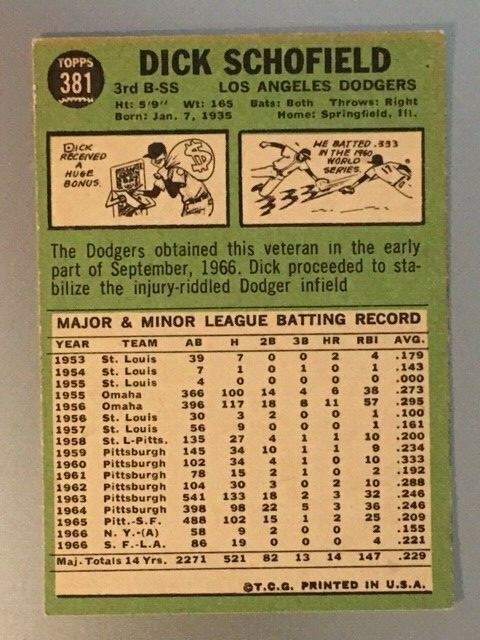 TOPPS
381
DICK SCHOFIELD
3rd B-SS LOS ANGELES DODGERS
Ht: 5'9" Wt: 165 Bats: Both Throws: Right
Born: Jan. 7, 1935 Home: Springfield, Ill.
DICK
RECEIVED
A
HUGE
BONUS.
$
HE BATTED .333
IN THE 1960
WORLD
SERIES.
17
The Dodgers obtained this veteran in the early
part of September, 1966. Dick proceeded to sta-
bilize the injury-riddled Dodger infield
MAJOR & MINOR LEAGUE BATTING RECORD
YEAR TEAM AB H 2B 3B HR RBI AVG.
1953 St. Louis 39 7 0 0 2 4 .179
1954 St. Louis 7 1 0 1 0 1 .143
1955 St. Louis 4 0 0 0 0 0 .000
1955 Omaha 366 100 14 4 6 38 .273
1956 Omaha 396 117 18 8 11 57 .295
1956 St. Louis 30 3 2 0 0 1 .100
1957 St. Louis 56 9 0 0 0 1 .161
1958 St. L-Pitts. 135 27 4 1 1 10 .200
1959 Pittsburgh 145 34 10 1 1 9 .234
1960 Pittsburgh 102 34 4 1 0 10 .333
1961 Pittsburgh 78 15 2 1 0 2 .192
1962 Pittsburgh 104 30 3 0 2 10 .288
1963 Pittsburgh 541 133 18 2 3 32 .246
1964 Pittsburgh 398 98 22 5 3 36 .246
1965 Pitt.-S.F. 488 102 15 1 2 25 .209
1966 N. Y.-(A) 58 9 2 0 0 2 .155
1966 S. F.-L.A. 86 19 0 0 0 4 .221
Maj. Totals 14 Yrs. 2271 521 82 13 14 147 .229
©T.C.G. PRINTED IN U.S.A.